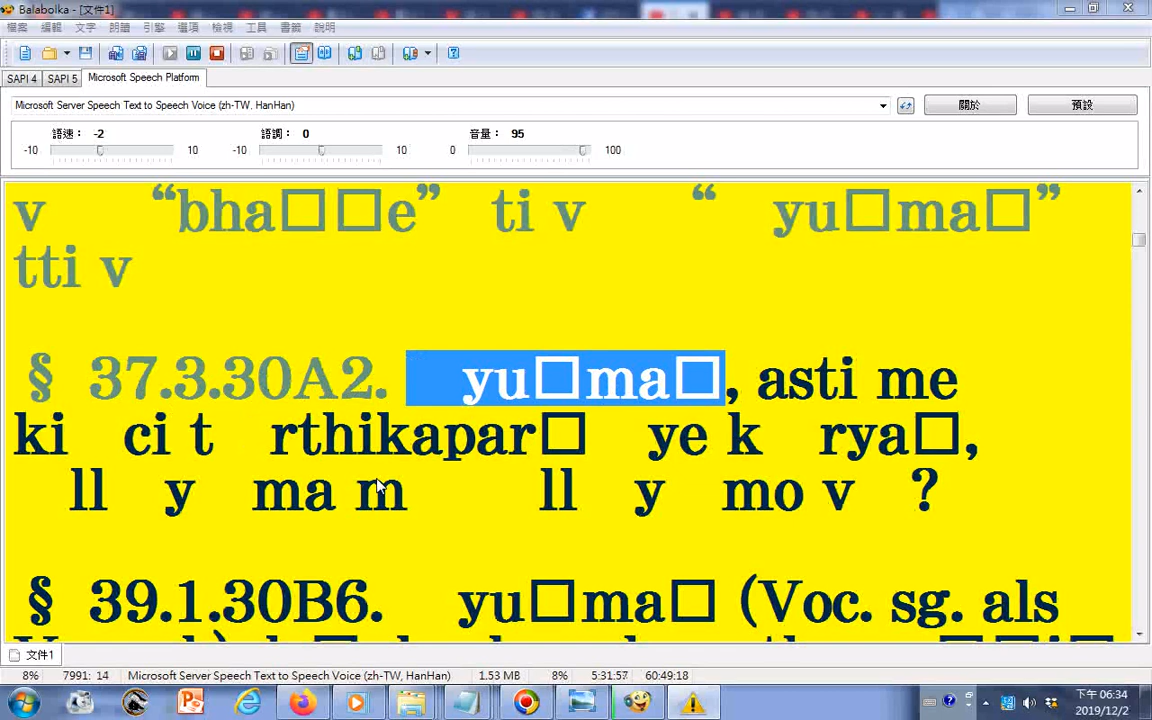 Balabolka - [文件1]
檔案 編輯 文字 朗讀 引擎 選項 檢視 工具 書籤 說明
SAPI 4 SAPI 5 Microsoft Speech Platform
Microsoft Server Speech Text to Speech Voice (zh-TW, HanHan) 關於 預設
語速： -2 語調： 0 音量： 95
-10 10 -10 10 0 100
v “bha□□e” ti v “ yu□ma□”
tti v
§ 37.3.30A2. yu□ma□, asti me
ki ci t rthikapar□ ye k rya□,
ll y ma m ll y mo v ?
§ 39.1.30B6. yu□ma□ (Voc. sg. als
文件1
8% 7991: 14 Microsoft Server Speech Text to Speech Voice (zh-TW, HanHan) 1.53 MB 8% 5:31:57 60:49:18
下午 06:34
2019/12/2